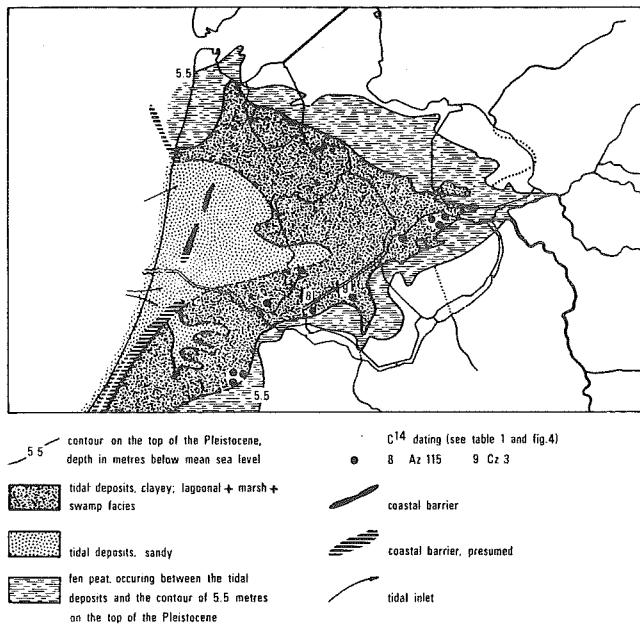 5.5
5.5
5 5
contour on the top of the Pleistocene,
depth in metres below mean sea level
tidal deposits, clayey; lagoonal + marsh +
swamp facies
tidal deposits, sandy
fen peat, occuring between the tidal
deposits and the contour of 5.5 metres
on the top of the Pleistocene
C14 dating (see table 1 and fig.4)
8 Az 115 9 Cz 3
coastal barrier
coastal barrier, presumed
tidal inlet